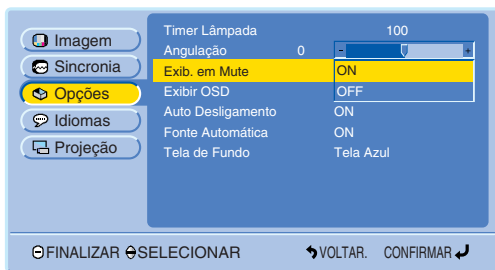 Imagem
Sincronia
Opções
Idiomas
Projeção
Timer Lâmpada 100
Angulação 0 - +
Exib. em Mute ON
Exibir OSD OFF
Auto Desligamento ON
Fonte Automática ON
Tela de Fundo Tela Azul
FINALIZAR SELECIONAR VOLTAR. CONFIRMAR